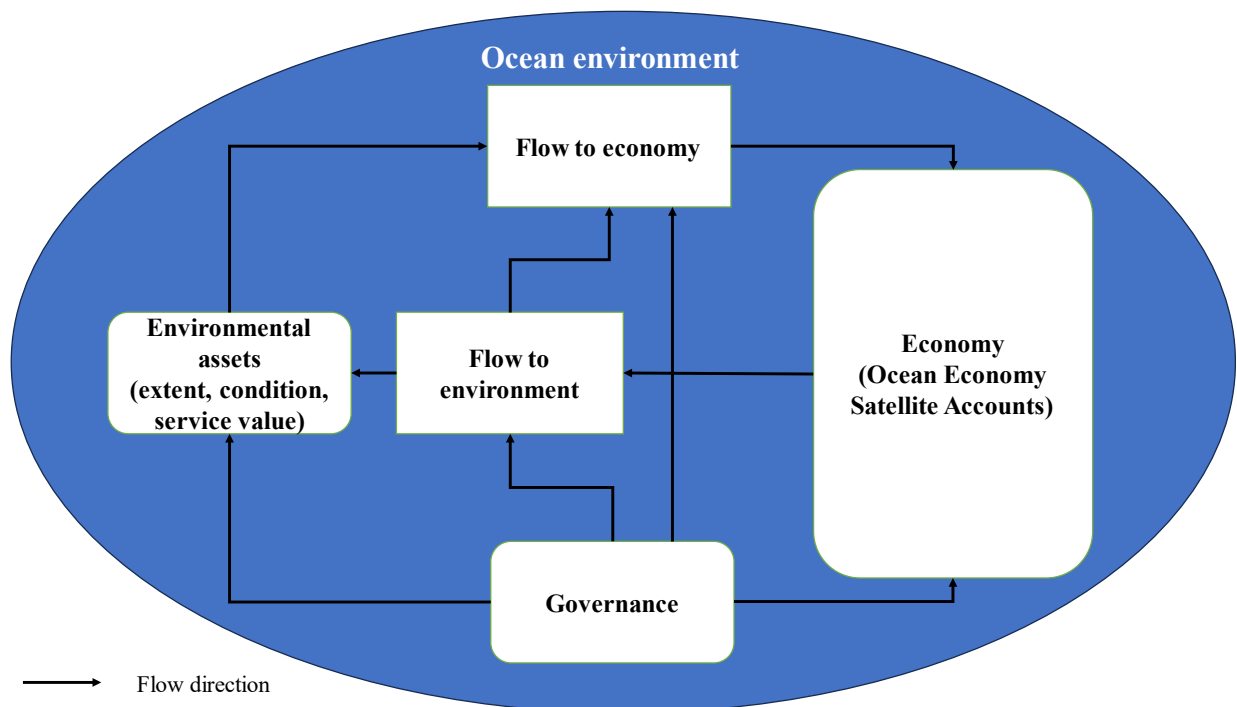 Ocean environment
Flow to economy
Environmental
assets
(extent, condition,
service value)
Flow to
environment
Economy
(Ocean Economy
Satellite Accounts)
Governance
Flow direction